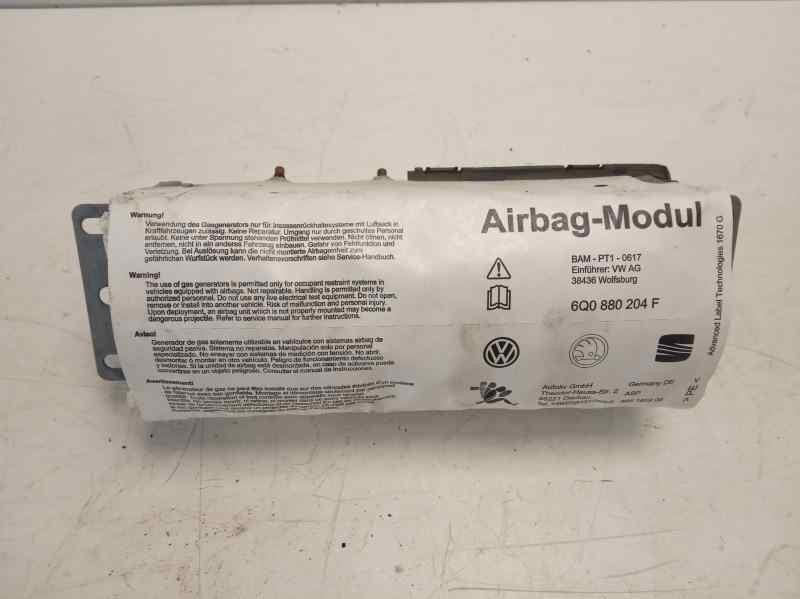 Warnung!
Verwendung des Gasgenerators nur für Insassenrückhaltesysteme mit Luftsack in
Kraftfahrzeugen zulässig. Keine Reparatur. Umgang nur durch geschultes Personal
erlaubt. Keine unter Spannung stehenden Prüfmittel verwenden. Nicht öffnen, nicht
entfernen, nicht in ein anderes Fahrzeug einbauen. Gefahr von Fehlfunktion und
Verletzung. Bei Auslösung kann die nicht montierte Airbageinheit zum
gefährlichen Wurfstück werden. Verhaltensvorschriften siehe Service-Handbuch.
Warning!
The use of gas generators is only permitted for occupant restraint systems in
vehicles equipped with airbags. Not repairable. Handling is permitted only by
authorized personnel. Do not use any live electrical test equipment. Do not open,
remove or install into another vehicle. Risk of malfunction and personal injury.
Upon deployment, an airbag unit which is not properly mounted may become a
dangerous projectile. Refer to service manual for further instructions.
Aviso!
Generador de gas solamente utilizable en vehículos con sistemas airbag de
seguridad pasiva. No reparable. Manipulación solo por personal
especializado. No ensayar con sistemas de medición con tensión. No abrir,
desmontar ó montar en otro vehículo. Peligro de funcionamiento defectuoso
y lesiones. Si la unidad de airbag está desmontada, en caso de activarse puede
convertirse en un objeto peligroso. Consultar el manual de instrucciones.
Avertissement!
Airbag-Modul
BAM - PT1 - 0617
Einführer: VW AG
38436 Wolfsburg
6Q0 880 204 F
Autoliv GmbH
Theodor-Heuss-Str. 2
85221 Dachau
Germany DE
ASP
Advanced Label Technologies 1670 G